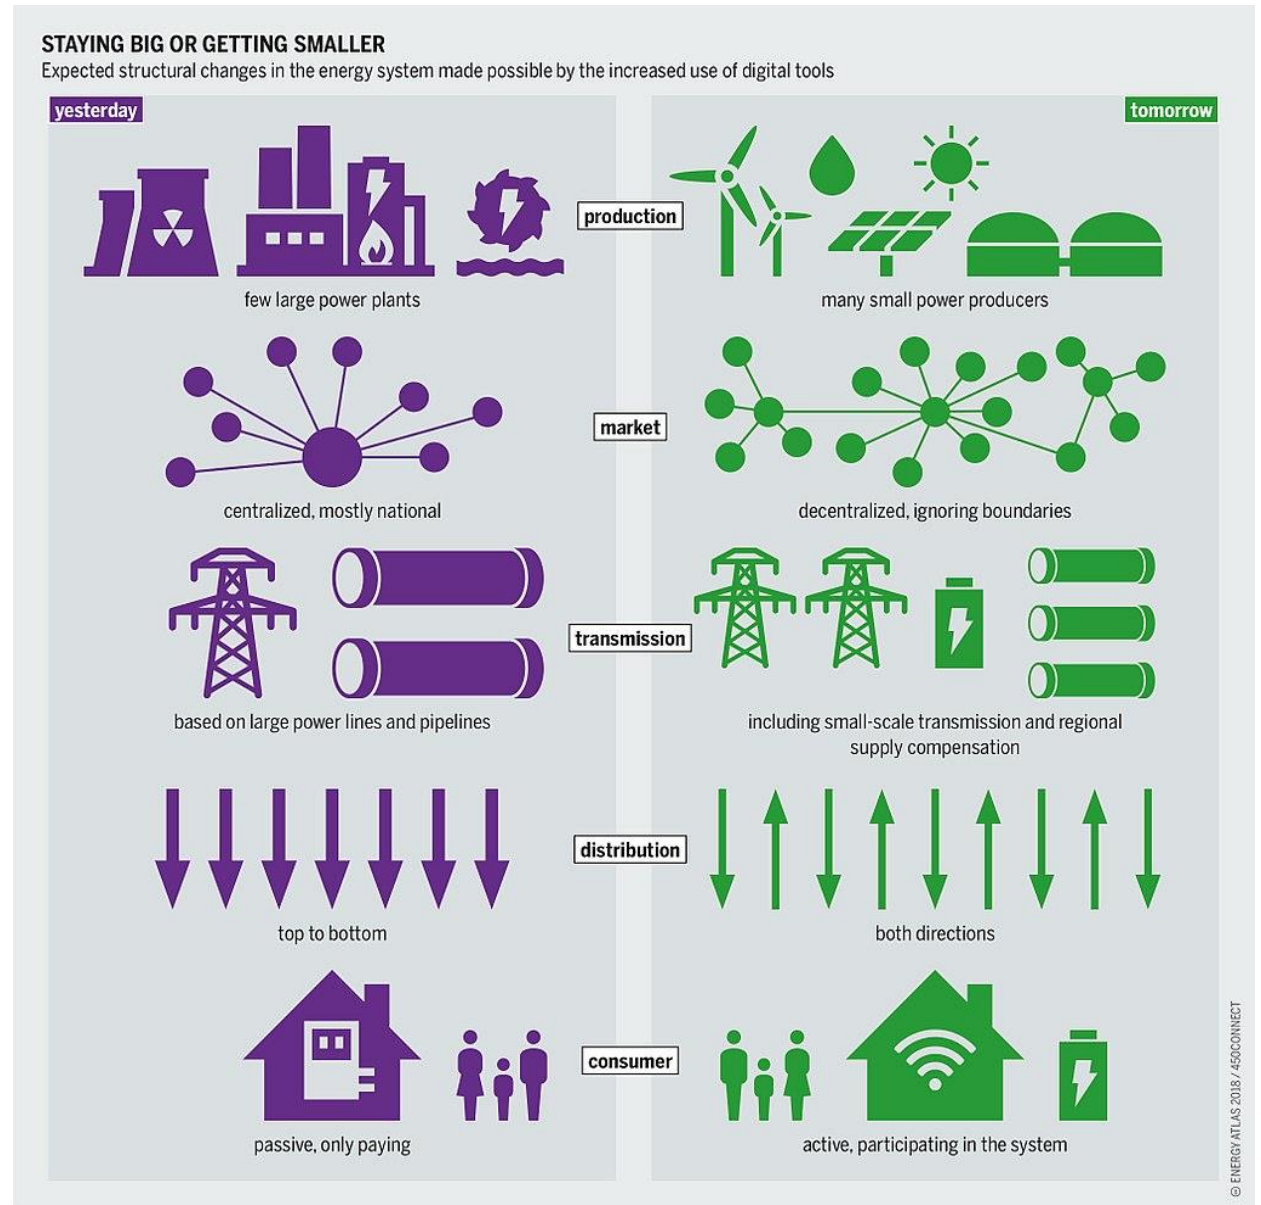 STAYING BIG OR GETTING SMALLER
Expected structural changes in the energy system made possible by the increased use of digital tools
yesterday
tomorrow
production
few large power plants
many small power producers
market
centralized, mostly national
decentralized, ignoring boundaries
transmission
based on large power lines and pipelines
including small-scale transmission and regional
supply compensation
distribution
top to bottom
both directions
consumer
passive, only paying
active, participating in the system
ENERGY ATLAS 2018 / 450CONNECT